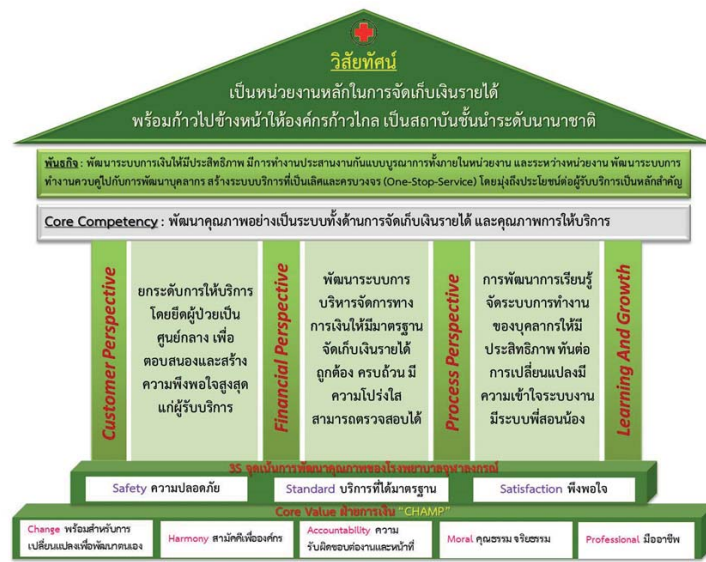 วิสัยทัศน์
เป็นหน่วยงานหลักในการจัดเก็บเงินรายได้
พร้อมก้าวไปข้างหน้าให้องค์กรก้าวไกล เป็นสถาบันชั้นนำระดับนานาชาติ
พันธกิจ : พัฒนาระบบการเงินให้มีประสิทธิภาพ มีการทำงานประสานงานกันแบบบูรณาการทั้งภายในหน่วยงาน และระหว่างหน่วยงาน พัฒนาระบบการ
ทำงานควบคู่ไปกับการพัฒนาบุคลากร สร้างระบบบริการที่เป็นเลิศและครบวงจร (One-Stop-Service) โดยมุ่งถึงประโยชน์ต่อผู้รับบริการเป็นหลักสำคัญ
Core Competency : พัฒนาคุณภาพอย่างเป็นระบบทั้งด้านการจัดเก็บเงินรายได้ และคุณภาพการให้บริการ
Customer Perspective
ยกระดับการให้บริการ
โดยยึดผู้ป่วยเป็น
ศูนย์กลาง เพื่อ
ตอบสนองและสร้าง
ความพึงพอใจสูงสุด
แก่ผู้รับบริการ
Financial Perspective
พัฒนาระบบการ
บริหารจัดการทาง
การเงินให้มีมาตรฐาน
จัดเก็บเงินรายได้
ถูกต้อง ครบถ้วน มี
ความโปร่งใส
สามารถตรวจสอบได้
Process Perspective
การพัฒนาการเรียนรู้
จัดระบบการทำงาน
ของบุคลากรให้มี
ประสิทธิภาพ ทันต่อ
การเปลี่ยนแปลงมี
ความเข้าใจระบบงาน
มีระบบพี่สอนน้อง
Learning And Growth
3S จุดเน้นการพัฒนาคุณภาพของโรงพยาบาลจุฬาลงกรณ์
Safety ความปลอดภัย
Standard บริการที่ได้มาตรฐาน
Satisfaction พึงพอใจ
Core Value ฝ่ายการเงิน "CHAMP"
Change พร้อมสำหรับการ
เปลี่ยนแปลงเพื่อพัฒนาตนเอง
Harmony สามัคคีเพื่อองค์กร
Accountability ความ
รับผิดชอบต่องานและหน้าที่
Moral คุณธรรม จริยธรรม
Professional มืออาชีพ